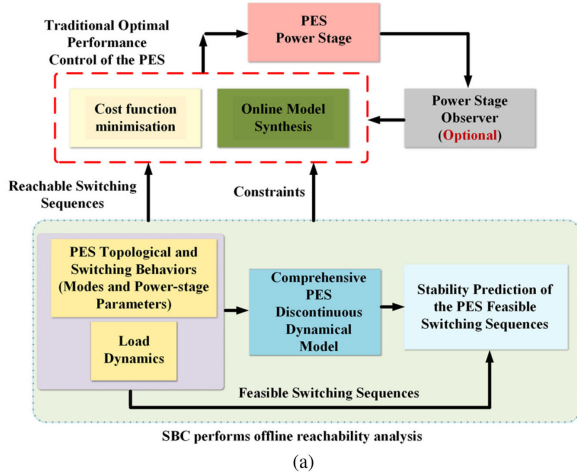 Traditional Optimal
Performance
Control of the PES
PES
Power Stage
Cost function
minimisation
Online Model
Synthesis
Power Stage
Observer
(Optional)
Reachable Switching
Sequences
Constraints
PES Topological and
Switching Behaviors
(Modes and Power-stage
Parameters)
Load
Dynamics
Comprehensive
PES
Discontinuous
Dynamical
Model
Stability Prediction of
the PES Feasible
Switching Sequences
Feasible Switching Sequences
SBC performs offline reachability analysis
(a)